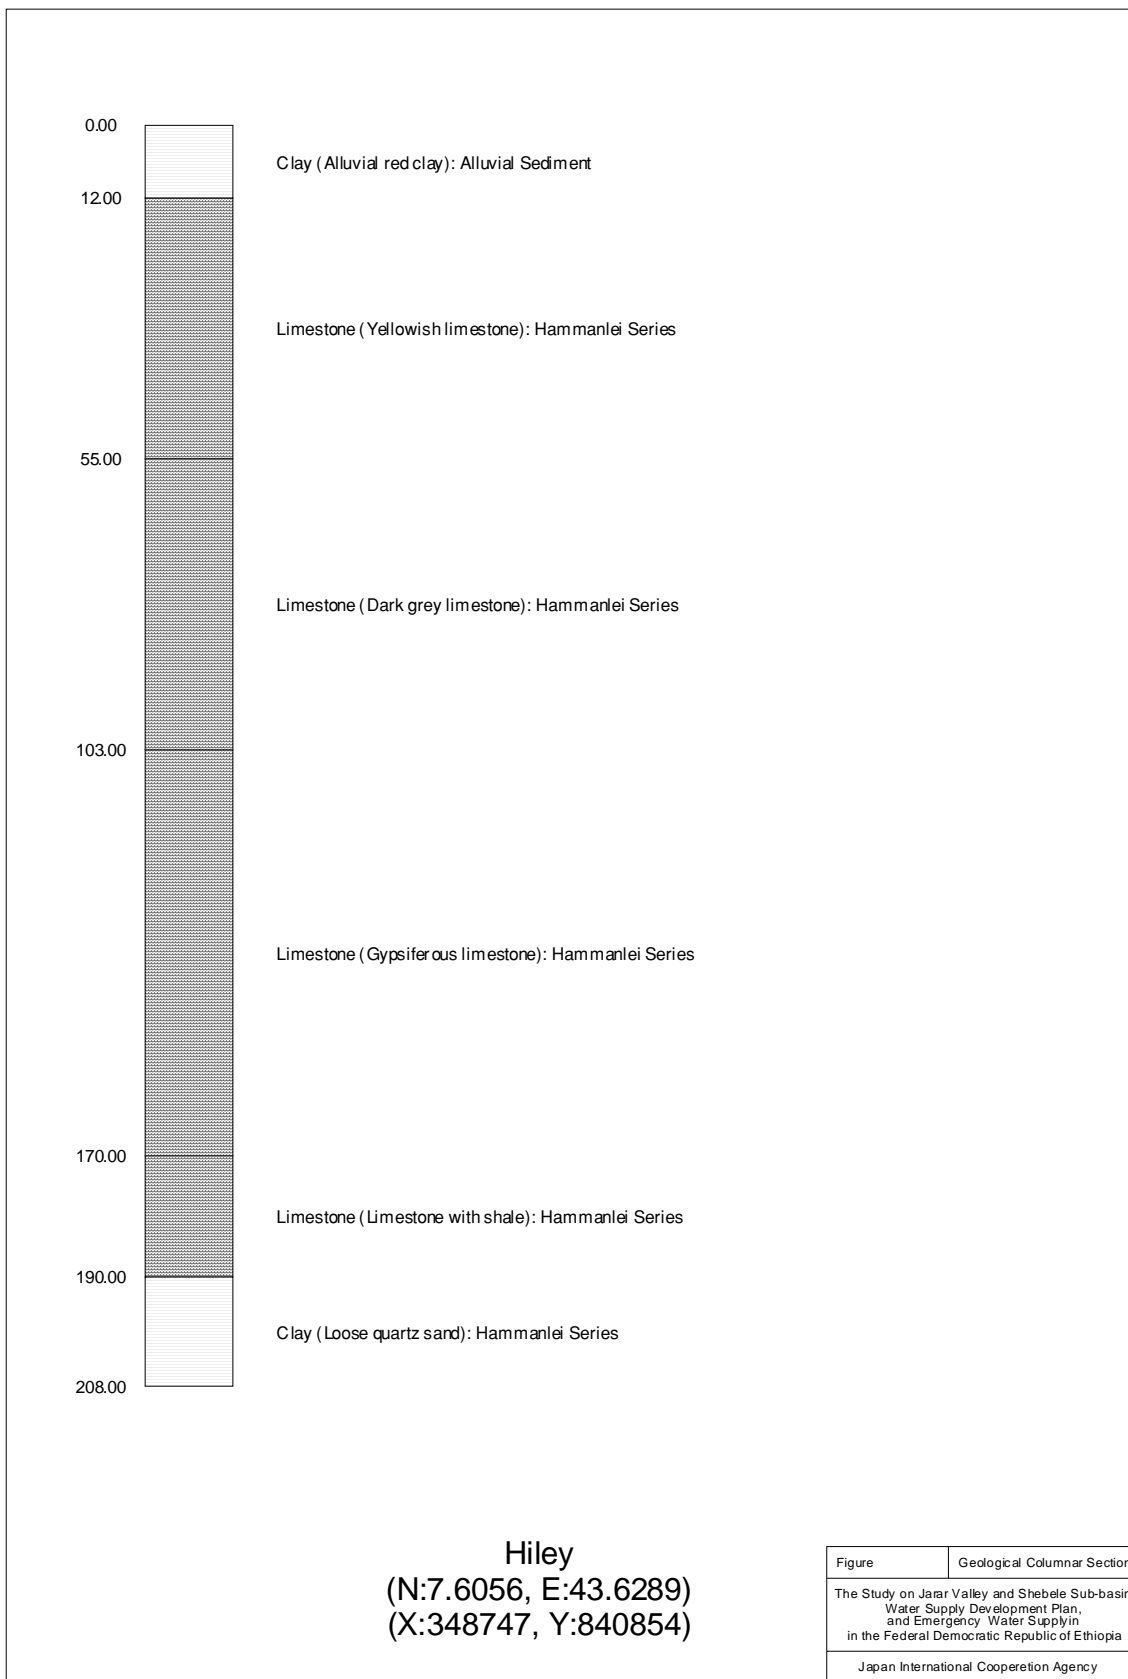 0.00
Clay (Alluvial red clay): Alluvial Sediment
12.00
Limestone (Yellowish limestone): Hammanlei Series
55.00
Limestone (Dark grey limestone): Hammanlei Series
103.00
Limestone (Gypsiferous limestone): Hammanlei Series
170.00
Limestone (Limestone with shale): Hammanlei Series
190.00
Clay (Loose quartz sand): Hammanlei Series
208.00
Hiley
(N:7.6056, E:43.6289)
(X:348747, Y:840854)
Figure
Geological Columnar Section
The Study on Jarar Valley and Shebele Sub-basin
Water Supply Development Plan,
and Emergency Water Supplyin
in the Federal Democratic Republic of Ethiopia
Japan International Cooperetion Agency